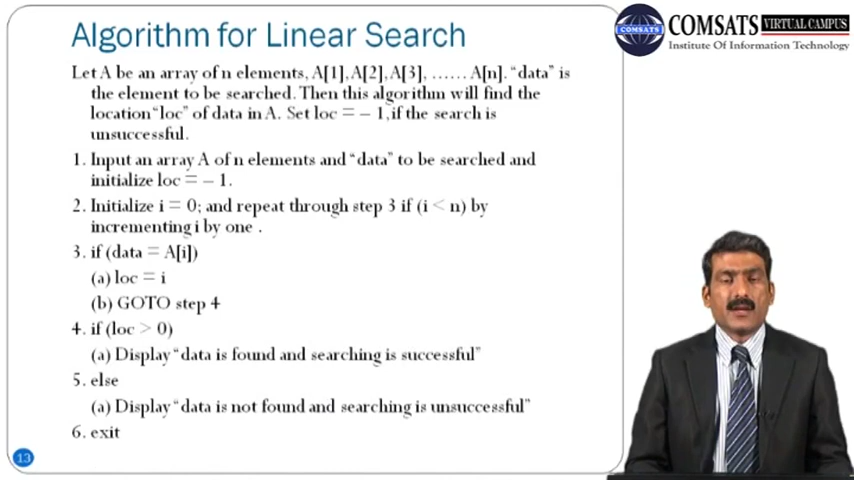 Algorithm for Linear Search
COMSATS VIRTUAL CAMPUS
COMSATS
Institute Of Information Technology
Let A be an array of n elements, A[1],A[2],A[3], ...... A[n]. “data” is
the element to be searched. Then this algorithm will find the
location “loc” of data in A. Set loc = – 1,if the search is
unsuccessful.
1. Input an array A of n elements and “data” to be searched and
initialize loc = – 1.
2. Initialize i = 0; and repeat through step 3 if (i < n) by
incrementing i by one .
3. if (data = A[i])
(a) loc = i
(b) GOTO step 4
4. if (loc > 0)
(a) Display “data is found and searching is successful”
5. else
(a) Display “data is not found and searching is unsuccessful”
6. exit
13